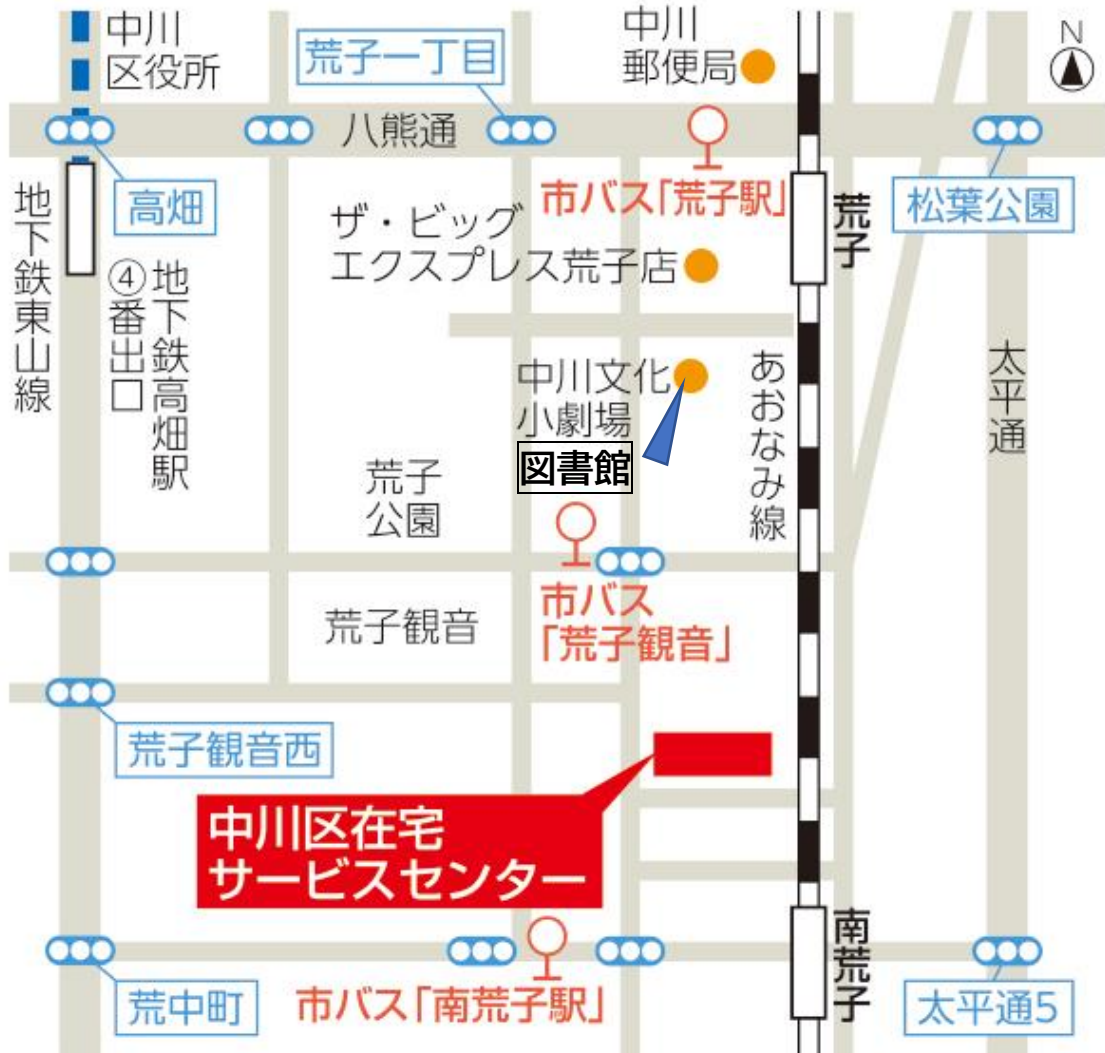 中川
区役所
荒子一丁目
中川
郵便局
N
八熊通
高畑
市バス「荒子駅」
松葉公園
地下鉄東山線
地下鉄高畑駅
④番出口
ザ・ビッグ
エクスプレス荒子店
荒子
中川文化
小劇場
図書館
あおなみ線
太平通
荒子
公園
市バス
「荒子観音」
荒子観音
荒子観音西
中川区在宅
サービスセンター
南荒子
荒中町
市バス「南荒子駅」
太平通5